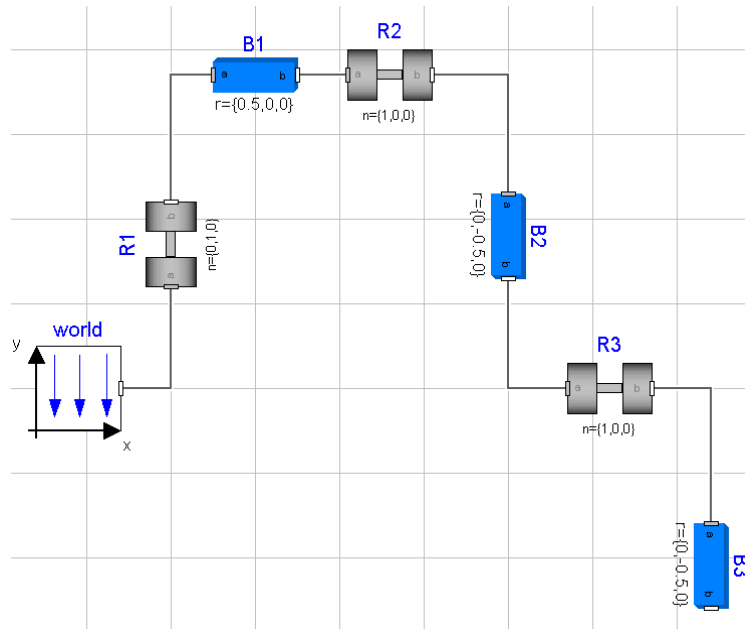 B1
R2
a
b
a
b
r={0.5,0,0}
n={1,0,0}
b
a
R1
n={0,1,0}
a
b
r={0,-0.5,0}
B2
world
y
x
R3
a
b
n={1,0,0}
a
b
r={0,-0.5,0}
B3